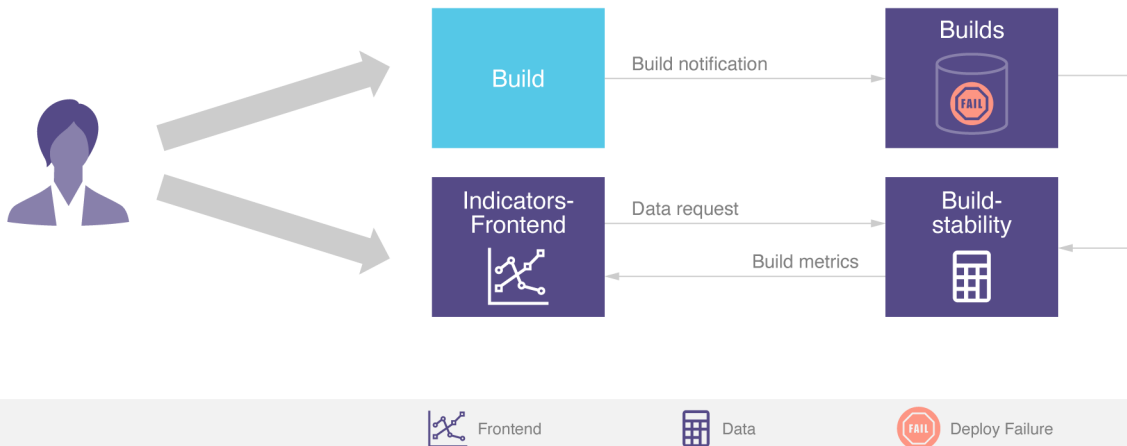 Build
Build notification
Builds
FAIL
Indicators-
Frontend
Data request
Build metrics
Build-
stability
Frontend
Data
FAIL
Deploy Failure